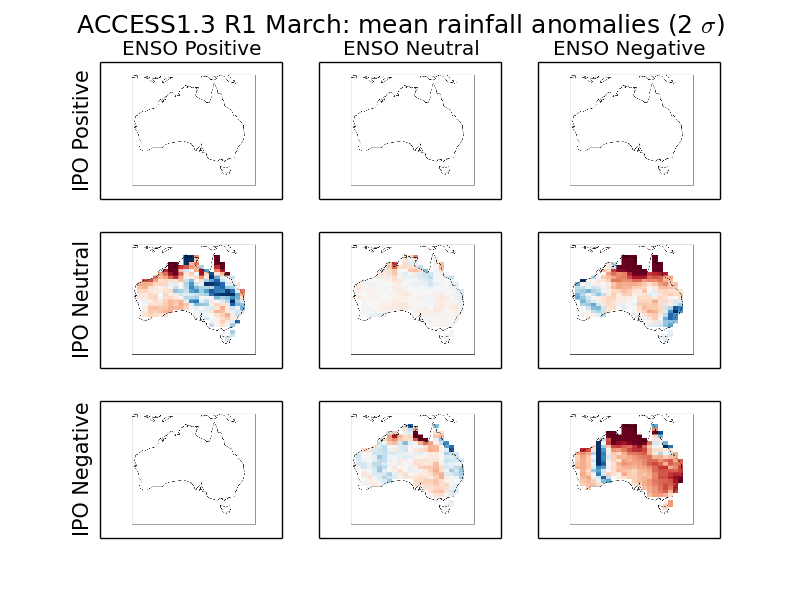 ACCESS1.3 R1 March: mean rainfall anomalies (2 σ)
ENSO Positive
ENSO Neutral
ENSO Negative
IPO Positive
IPO Neutral
IPO Negative